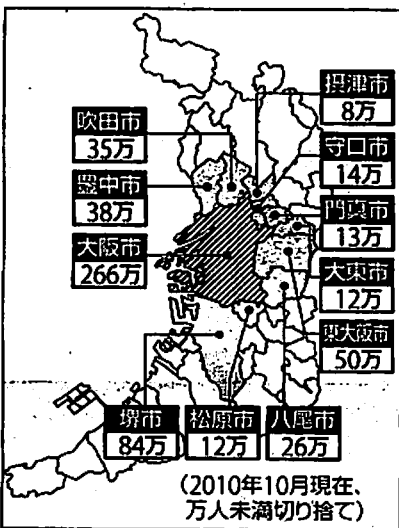 摂津市
8万
吹田市
35万
守口市
14万
豊中市
38万
門真市
13万
大阪市
266万
大東市
12万
東大阪市
50万
堺市
84万
松原市
12万
八尾市
26万
(2010年10月現在、
万人未満切り捨て)